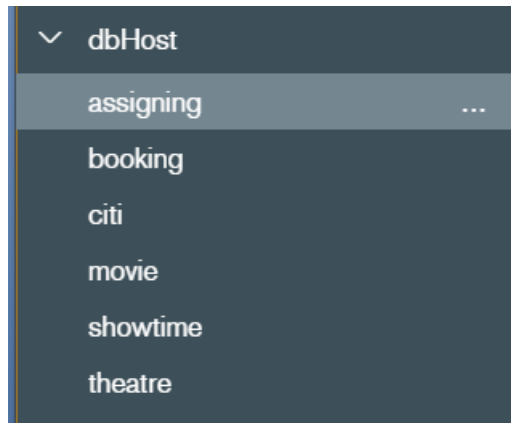 dbHost
assigning ...
booking
citi
movie
showtime
theatre